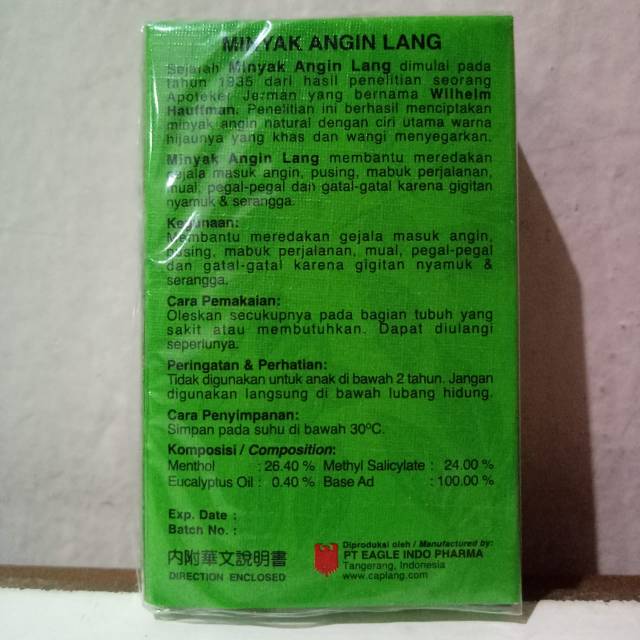 MINYAK ANGIN LANG
Sejarah Minyak Angin Lang dimulai pada
tahun 1935 dari hasil penelitian seorang
Apoteker Jerman yang bernama Wilhelm
Hauffman. Penelitian ini berhasil menciptakan
minyak angin natural dengan ciri utama warna
hijaunya yang khas dan wangi menyegarkan.
Minyak Angin Lang membantu meredakan
gejala masuk angin, pusing, mabuk perjalanan,
mual, pegal-pegal dan gatal-gatal karena gigitan
nyamuk & serangga.
Kegunaan:
Membantu meredakan gejala masuk angin,
pusing, mabuk perjalanan, mual, pegal-pegal
dan gatal-gatal karena gigitan nyamuk &
serangga.
Cara Pemakaian:
Oleskan secukupnya pada bagian tubuh yang
sakit atau membutuhkan. Dapat diulangi
seperlunya.
Peringatan & Perhatian:
Tidak digunakan untuk anak di bawah 2 tahun. Jangan
digunakan langsung di bawah lubang hidung.
Cara Penyimpanan:
Simpan pada suhu di bawah 30°C.
Komposisi / Composition:
Menthol : 26.40 % Methyl Salicylate : 24.00 %
Eucalyptus Oil : 0.40 % Base Ad : 100.00 %
Exp. Date :
Batch No. :
內附華文說明書
DIRECTION ENCLOSED
Diproduksi oleh / Manufactured by:
PT EAGLE INDO PHARMA
Tangerang, Indonesia
www.caplang.com